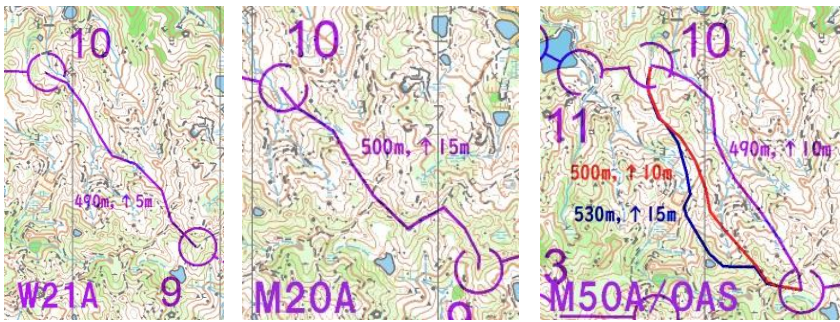 10
490m, ↑5m
W21A 9
10
500m, ↑15m
M20A 9
10
11
490m, ↑10m
500m, ↑10m
530m, ↑15m
3
M50A/OAS